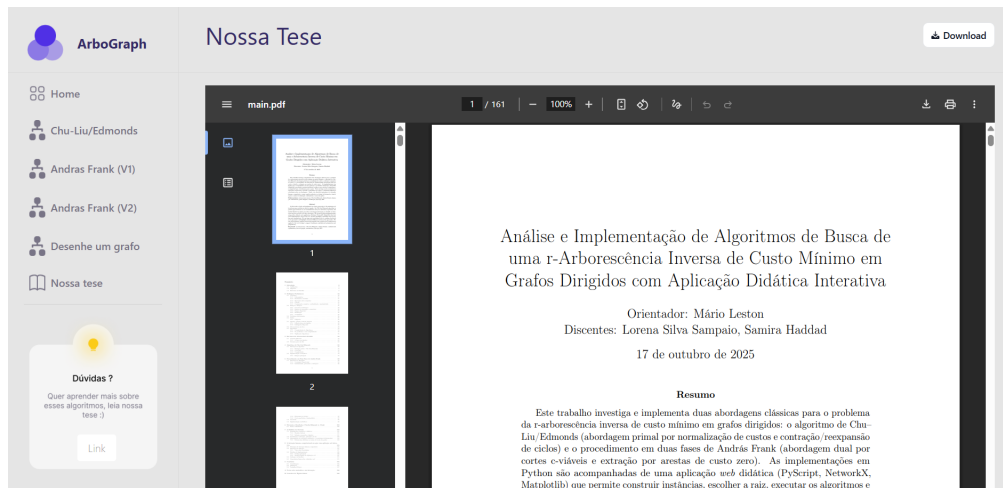 ArboGraph
Nossa Tese
Download
Home
Chu-Liu/Edmonds
Andras Frank (V1)
Andras Frank (V2)
Desenhe um grafo
Nossa tese
Dúvidas ?
Quer aprender mais sobre
esses algoritmos, leia nossa
tese :)
Link
main.pdf
1 / 161
100%
1
2
Análise e Implementação de Algoritmos de Busca de
uma r-Arborescência Inversa de Custo Mínimo em
Grafos Dirigidos com Aplicação Didática Interativa
Orientador: Mário Leston
Discentes: Lorena Silva Sampaio, Samira Haddad
17 de outubro de 2025
Resumo
Este trabalho investiga e implementa duas abordagens clássicas para o problema
da r-arborescência inversa de custo mínimo em grafos dirigidos: o algoritmo de Chu–
Liu/Edmonds (abordagem primal por normalização de custos e contração/reexpansão
de ciclos) e o procedimento em duas fases de András Frank (abordagem dual por
cortes c-viáveis e extração por arestas de custo zero). As implementações em
Python são acompanhadas de uma aplicação web didática (PyScript, NetworkX,
Matplotlib) que permite construir instâncias, escolher a raiz, executar os algoritmos e